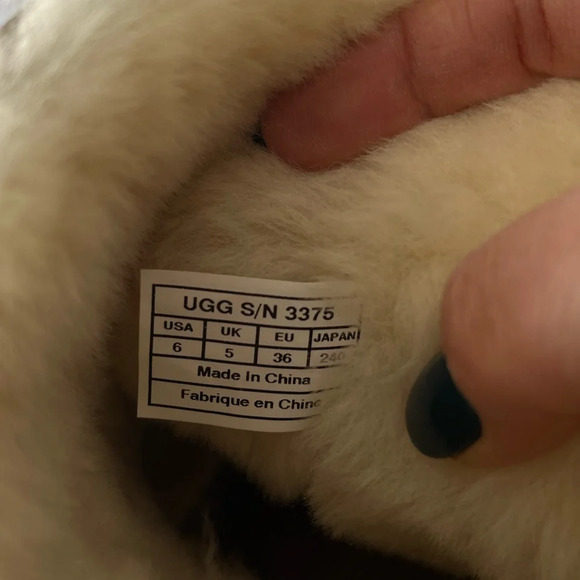 UGG S/N 3375
USA UK EU JAPAN
6 5 36 240
Made In China
Fabrique en Chine